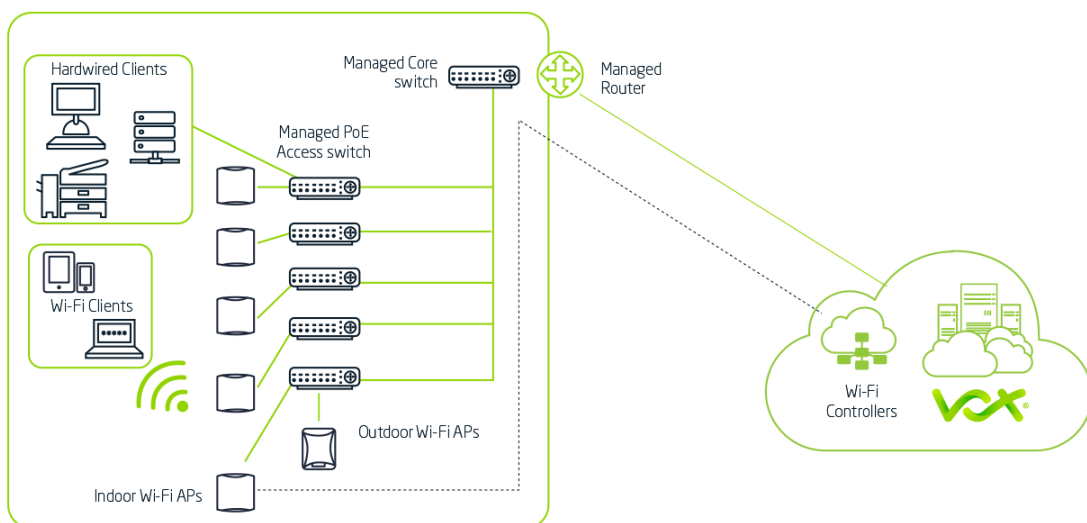 Hardwired Clients
Managed Core
switch
Managed
Router
Managed PoE
Access switch
Wi-Fi Clients
Outdoor Wi-Fi APs
Indoor Wi-Fi APs
Wi-Fi
Controllers
VOX®